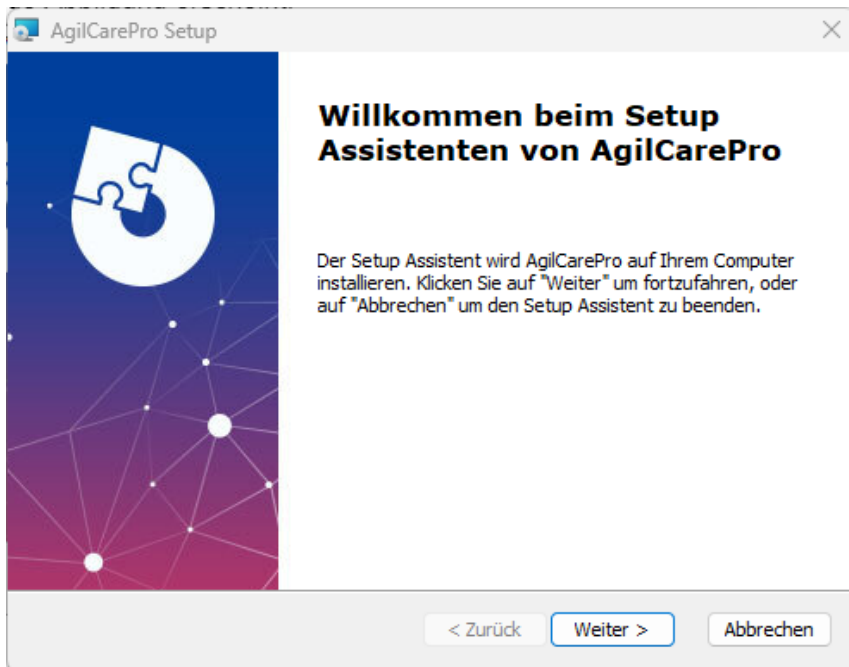 AgilCarePro Setup
Willkommen beim Setup
Assistenten von AgilCarePro
Der Setup Assistent wird AgilCarePro auf Ihrem Computer
installieren. Klicken Sie auf "Weiter" um fortzufahren, oder
auf "Abbrechen" um den Setup Assistent zu beenden.
< Zurück
Weiter >
Abbrechen